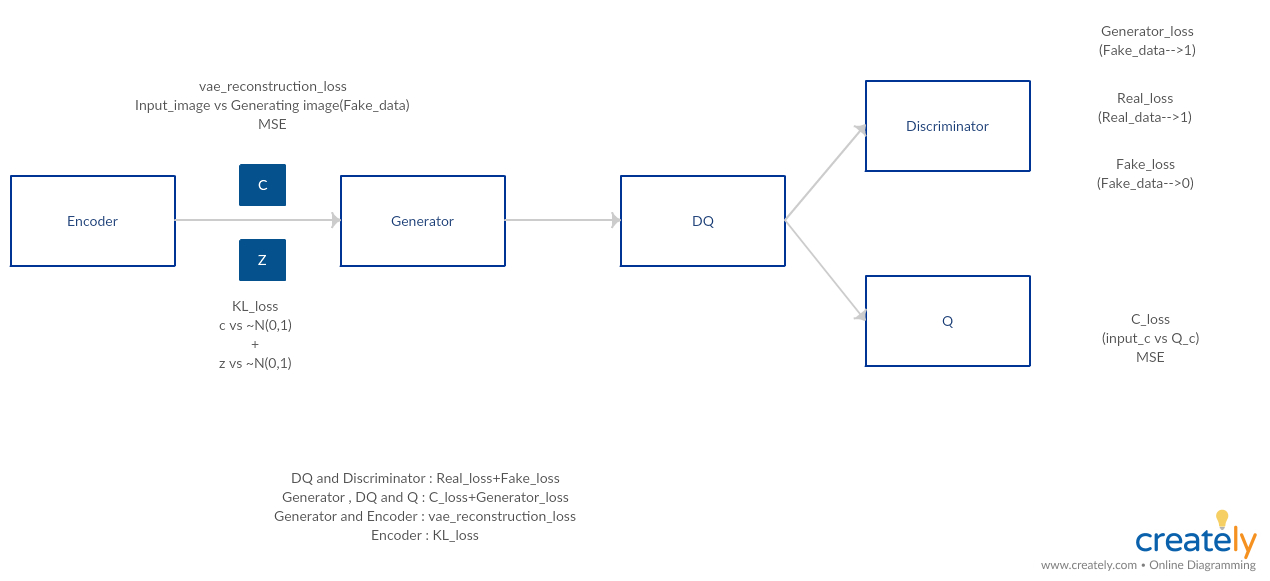 Generator_loss
(Fake_data-->1)
vae_reconstruction_loss
Input_image vs Generating image(Fake_data)
MSE
Real_loss
(Real_data-->1)
Discriminator
Fake_loss
(Fake_data-->0)
C
Encoder
Generator
DQ
Z
KL_loss
c vs ~N(0,1)
+
z vs ~N(0,1)
Q
C_loss
(input_c vs Q_c)
MSE
DQ and Discriminator : Real_loss+Fake_loss
Generator , DQ and Q : C_loss+Generator_loss
Generator and Encoder : vae_reconstruction_loss
Encoder : KL_loss
creately
www.creately.com • Online Diagramming